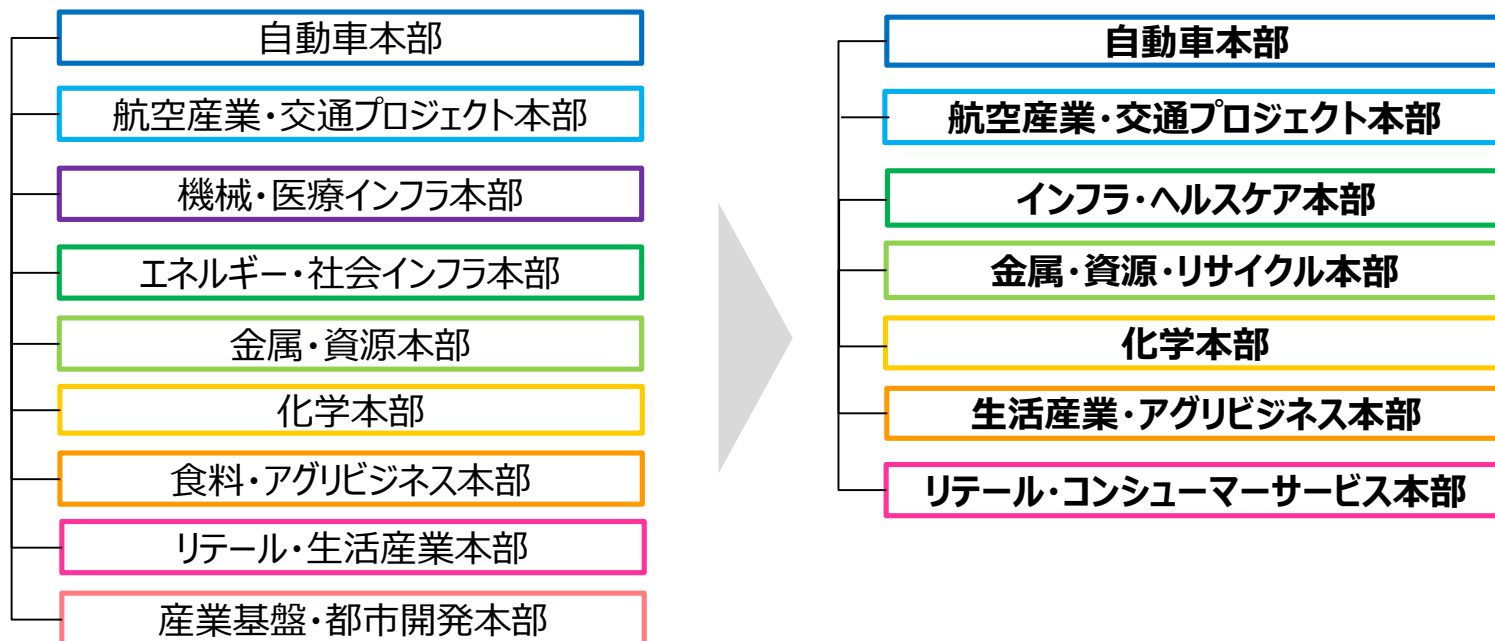 自動車本部
航空産業・交通プロジェクト本部
機械・医療インフラ本部
エネルギー・社会インフラ本部
金属・資源本部
化学本部
食料・アグリビジネス本部
リテール・生活産業本部
産業基盤・都市開発本部
自動車本部
航空産業・交通プロジェクト本部
インフラ・ヘルスケア本部
金属・資源・リサイクル本部
化学本部
生活産業・アグリビジネス本部
リテール・コンシューマーサービス本部